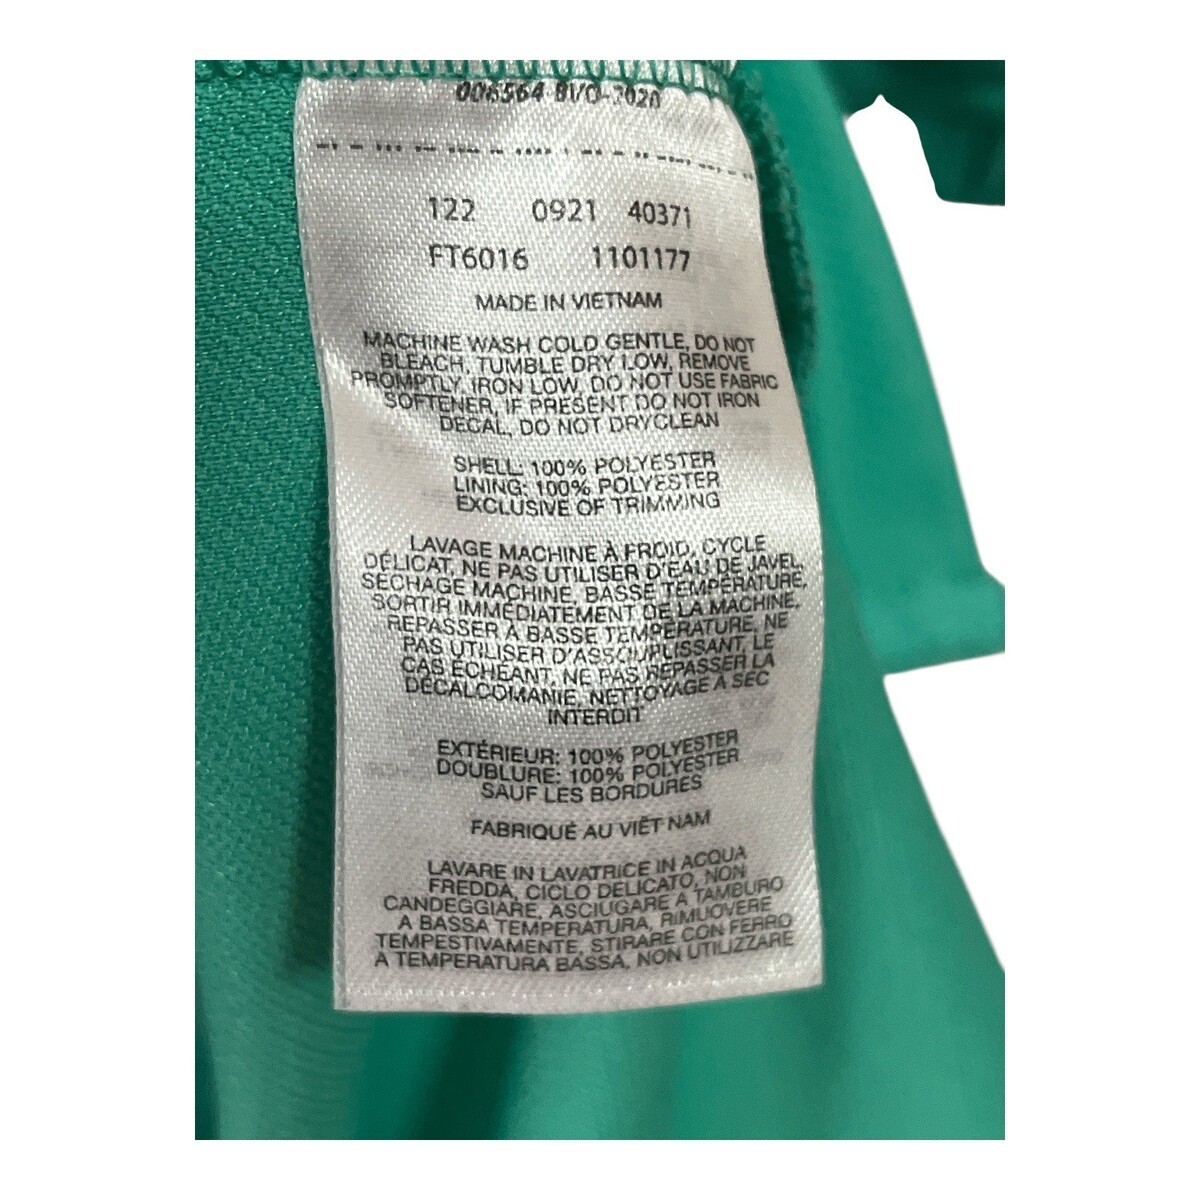 006564 BI/O-2020
122 0921 40371
FT6016 1101177
MADE IN VIETNAM
MACHINE WASH COLD GENTLE, DO NOT
BLEACH, TUMBLE DRY LOW, REMOVE
PROMPTLY, IRON LOW, DO NOT USE FABRIC
SOFTENER, IF PRESENT DO NOT IRON
DECAL, DO NOT DRYCLEAN
SHELL: 100% POLYESTER
LINING: 100% POLYESTER
EXCLUSIVE OF TRIMMING
LAVAGE MACHINE À FROID, CYCLE
DÉLICAT, NE PAS UTILISER D'EAU DE JAVEL,
SÉCHAGE MACHINE, BASSE TEMPÉRATURE,
SORTIR IMMÉDIATEMENT DE LA MACHINE,
REPASSER À BASSE TEMPÉRATURE, NE
PAS UTILISER D'ASSOUPLISSANT, LE
CAS ÉCHÉANT, NE PAS REPASSER LA
DÉCALCOMANIE, NETTOYAGE À SEC
INTERDIT
EXTÉRIEUR: 100% POLYESTER
DOUBLURE: 100% POLYESTER
SAUF LES BORDURES
FABRIQUÉ AU VIÊT NAM
LAVARE IN LAVATRICE IN ACQUA
FREDDA, CICLO DELICATO, NON
CANDEGGIARE, ASCIUGARE A TAMBURO
A BASSA TEMPERATURA, RIMUOVERE
TEMPESTIVAMENTE, STIRARE CON FERRO
A TEMPERATURA BASSA, NON UTILIZZARE